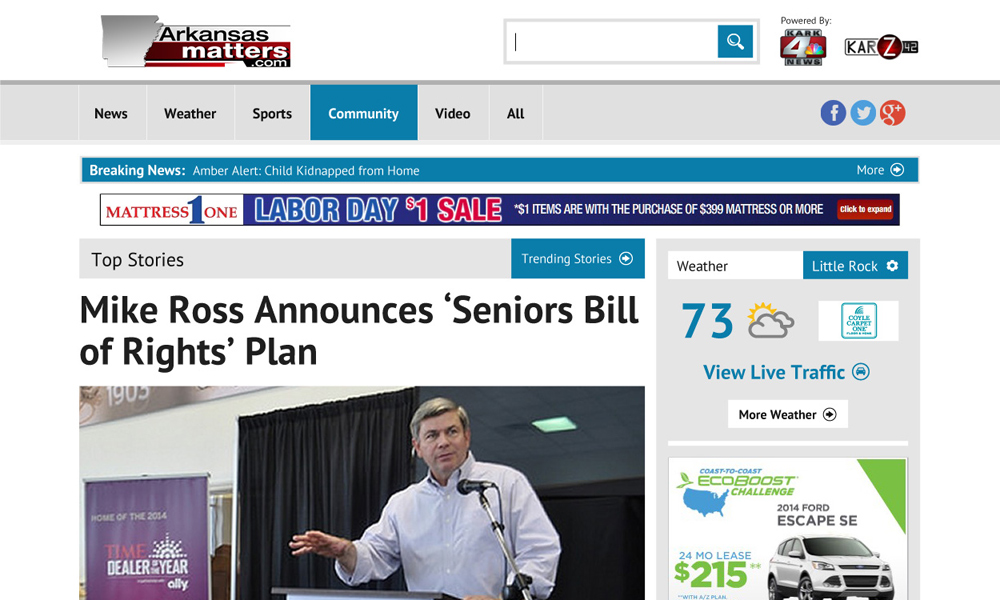 Arkansas
matters
.com
Powered By:
KARK
4
NEWS
KARZ 42
News
Weather
Sports
Community
Video
All
f
g+
Breaking News: Amber Alert: Child Kidnapped from Home
More
MATTRESS 1 ONE
LABOR DAY $1 SALE
*$1 ITEMS ARE WITH THE PURCHASE OF $399 MATTRESS OR MORE
Click to expand
Top Stories
Trending Stories
Mike Ross Announces ‘Seniors Bill
of Rights’ Plan
1903
HOME OF THE 2014
TIME
DEALER OF THE
YEAR
ally
Weather
Little Rock
73
COYLE
CARPET
ONE
FLOOR & HOME
View Live Traffic
More Weather
COAST-TO-COAST
ECOBOOST
CHALLENGE
2014 FORD
ESCAPE SE
24 MO LEASE
$215**
**WITH A/Z PLAN.